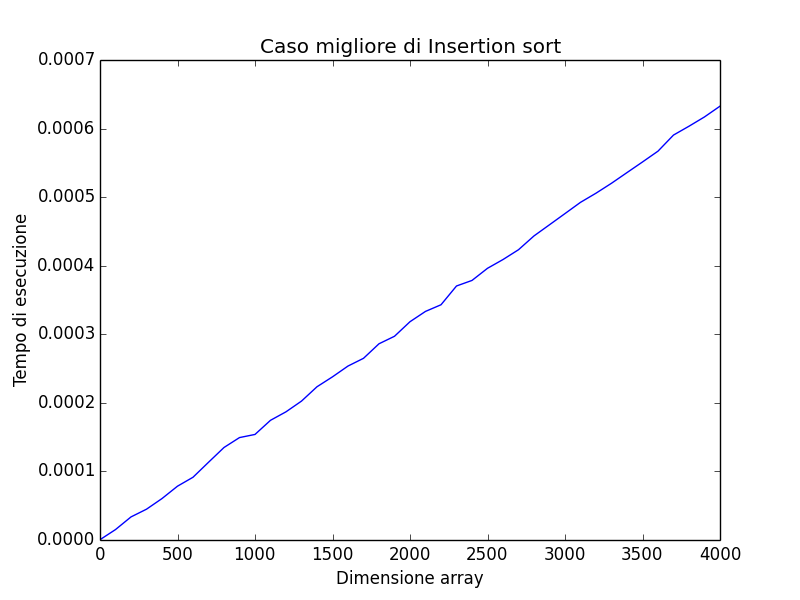 Caso migliore di Insertion sort
0.0007
0.0006
0.0005
0.0004
0.0003
0.0002
0.0001
0.0000
Tempo di esecuzione
0 500 1000 1500 2000 2500 3000 3500 4000
Dimensione array